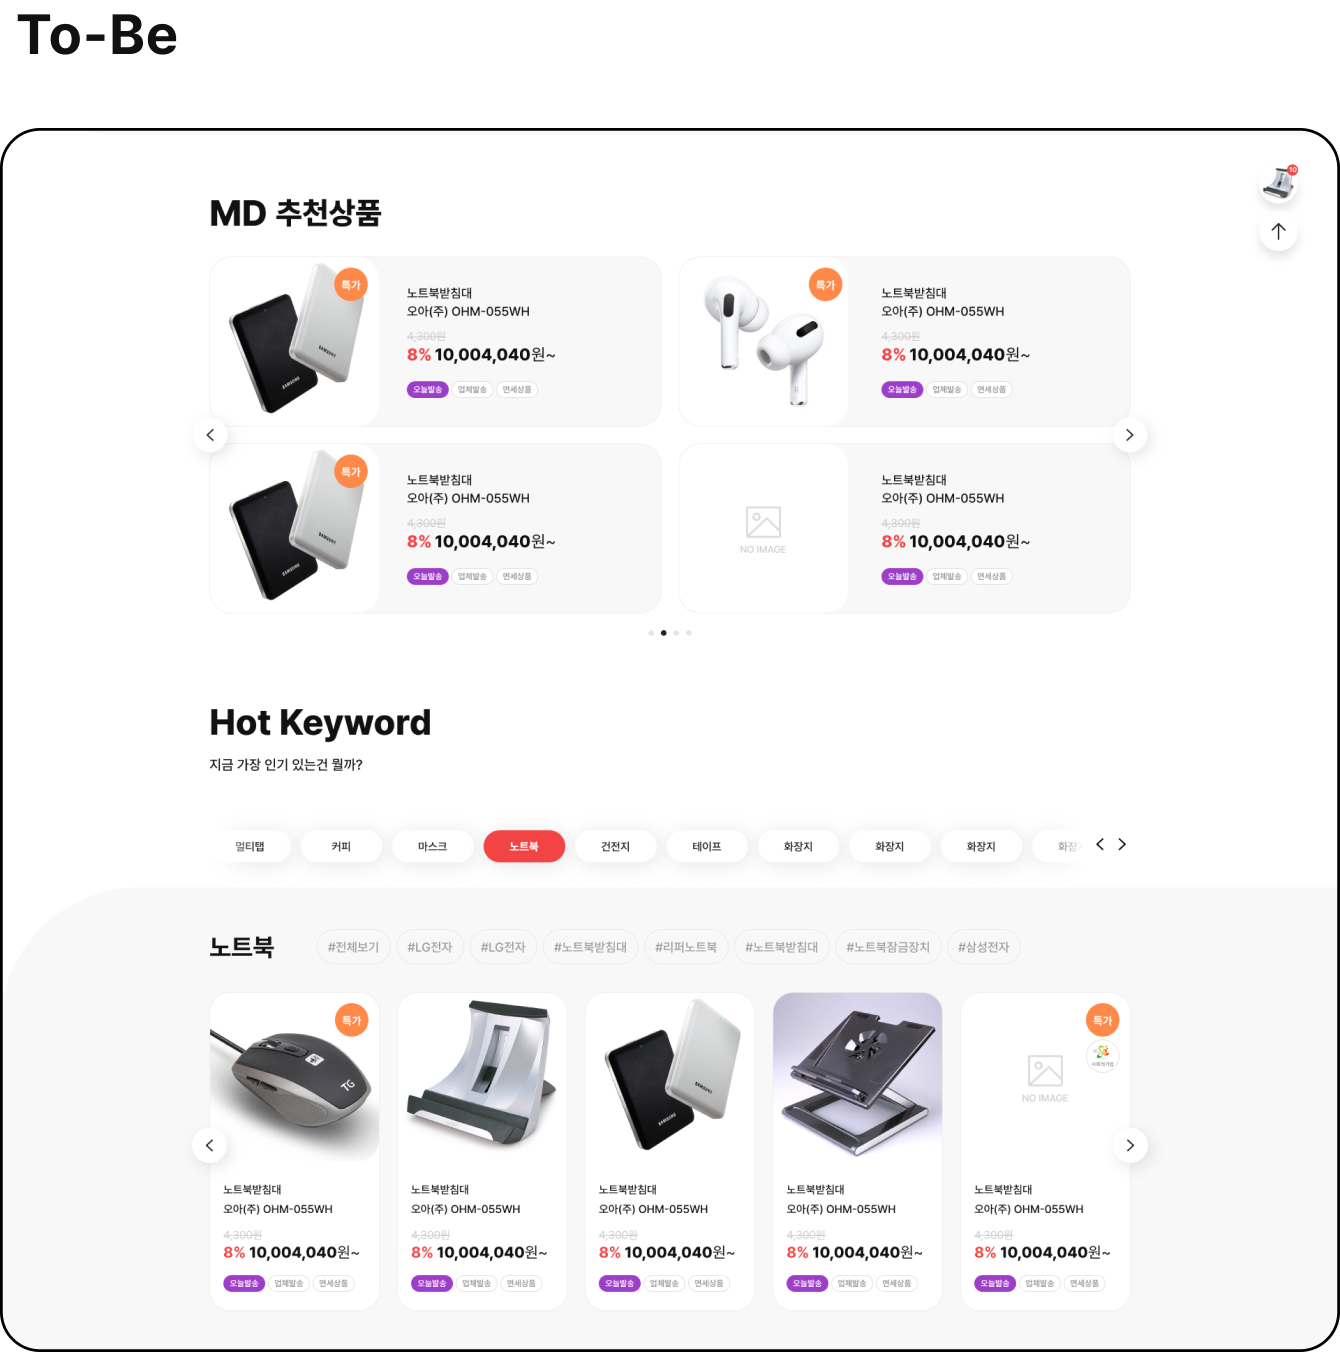 To-Be
10
MD 추천상품
특가
노트북받침대
오아(주) OHM-055WH
4,300원
8% 10,004,040원~
오늘발송 업체발송 면세상품
SAMSUNG
SAMSUNG
특가
노트북받침대
오아(주) OHM-055WH
4,300원
8% 10,004,040원~
오늘발송 업체발송 면세상품
특가
노트북받침대
오아(주) OHM-055WH
4,300원
8% 10,004,040원~
오늘발송 업체발송 면세상품
SAMSUNG
SAMSUNG
NO IMAGE
노트북받침대
오아(주) OHM-055WH
4,300원
8% 10,004,040원~
오늘발송 업체발송 면세상품
Hot Keyword
지금 가장 인기 있는건 뭘까?
멀티탭 커피 마스크 노트북 건전지 테이프 화장지 화장지 화장지 화장지
노트북
#전체보기 #LG전자 #LG전자 #노트북받침대 #리퍼노트북 #노트북받침대 #노트북잠금장치 #삼성전자
특가
TG
노트북받침대
오아(주) OHM-055WH
4,300원
8% 10,004,040원~
오늘발송 업체발송 면세상품
노트북받침대
오아(주) OHM-055WH
4,300원
8% 10,004,040원~
오늘발송 업체발송 면세상품
SAMSUNG
SAMSUNG
노트북받침대
오아(주) OHM-055WH
4,300원
8% 10,004,040원~
오늘발송 업체발송 면세상품
노트북받침대
오아(주) OHM-055WH
4,300원
8% 10,004,040원~
오늘발송 업체발송 면세상품
특가
사회적기업
NO IMAGE
노트북받침대
오아(주) OHM-055WH
4,300원
8% 10,004,040원~
오늘발송 업체발송 면세상품